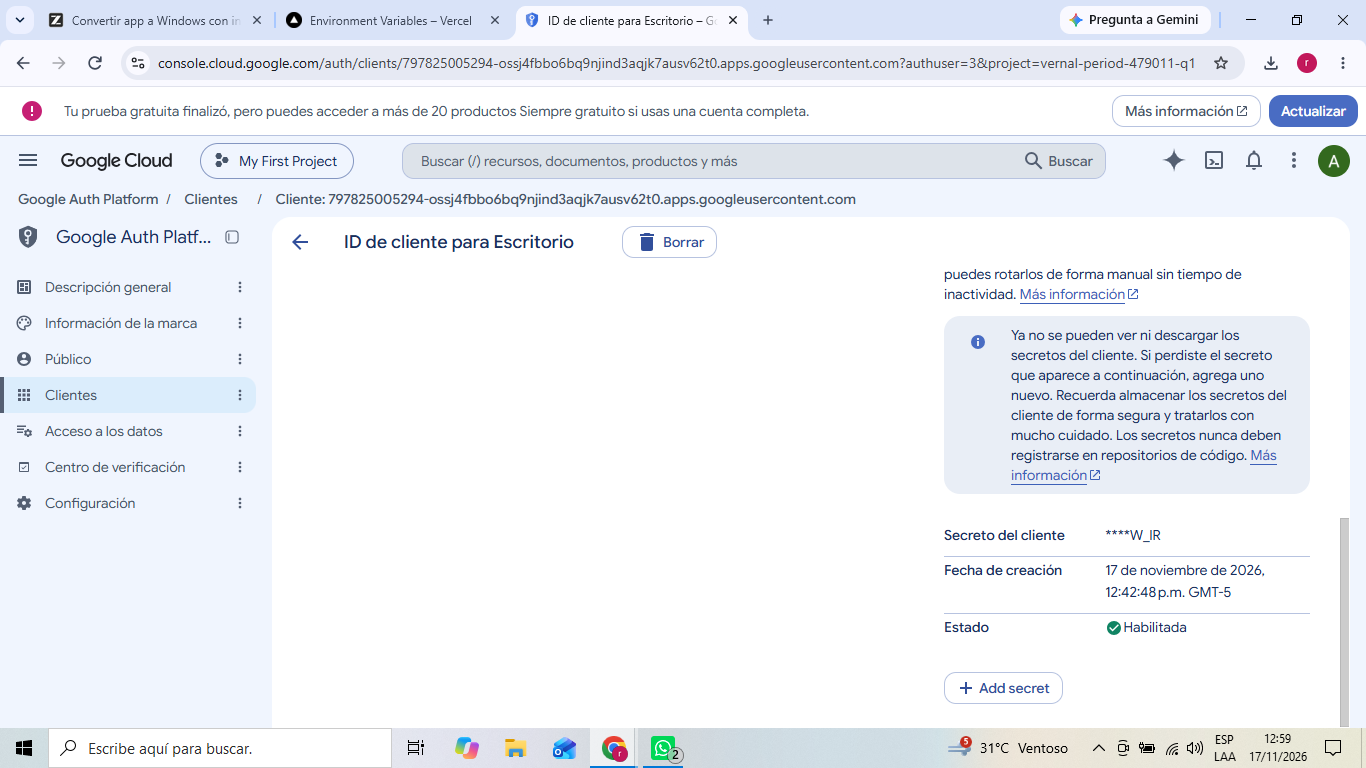 Convertir app a Windows con in
Environment Variables – Vercel
ID de cliente para Escritorio – Go
Pregunta a Gemini
console.cloud.google.com/auth/clients/797825005294-ossj4fbbo6bq9njind3aqjk7ausv62t0.apps.googleusercontent.com?authuser=3&project=vernal-period-479011-q1
r
Tu prueba gratuita finalizó, pero puedes acceder a más de 20 productos Siempre gratuito si usas una cuenta completa.
Más información
Actualizar
Google Cloud
My First Project
Buscar (/) recursos, documentos, productos y más
Buscar
A
Google Auth Platform / Clientes / Cliente: 797825005294-ossj4fbbo6bq9njind3aqjk7ausv62t0.apps.googleusercontent.com
Google Auth Platf...
ID de cliente para Escritorio
Borrar
Descripción general
Información de la marca
Público
Clientes
Acceso a los datos
Centro de verificación
Configuración
puedes rotarlos de forma manual sin tiempo de
inactividad. Más información
Ya no se pueden ver ni descargar los
secretos del cliente. Si perdiste el secreto
que aparece a continuación, agrega uno
nuevo. Recuerda almacenar los secretos del
cliente de forma segura y tratarlos con
mucho cuidado. Los secretos nunca deben
registrarse en repositorios de código. Más
información
Secreto del cliente ****W_IR
Fecha de creación 17 de noviembre de 2026,
12:42:48 p.m. GMT-5
Estado Habilitada
+ Add secret
Escribe aquí para buscar.
r
2
5
31°C Ventoso
ESP
LAA
12:59
17/11/2026